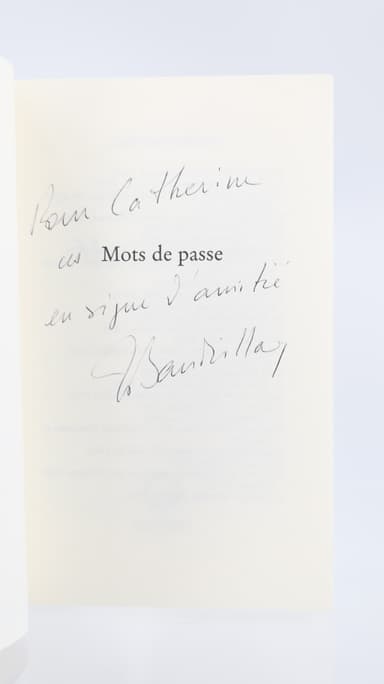 Pour Catherine
ces Mots de passe
en signe d'amitié
J Baudrillard